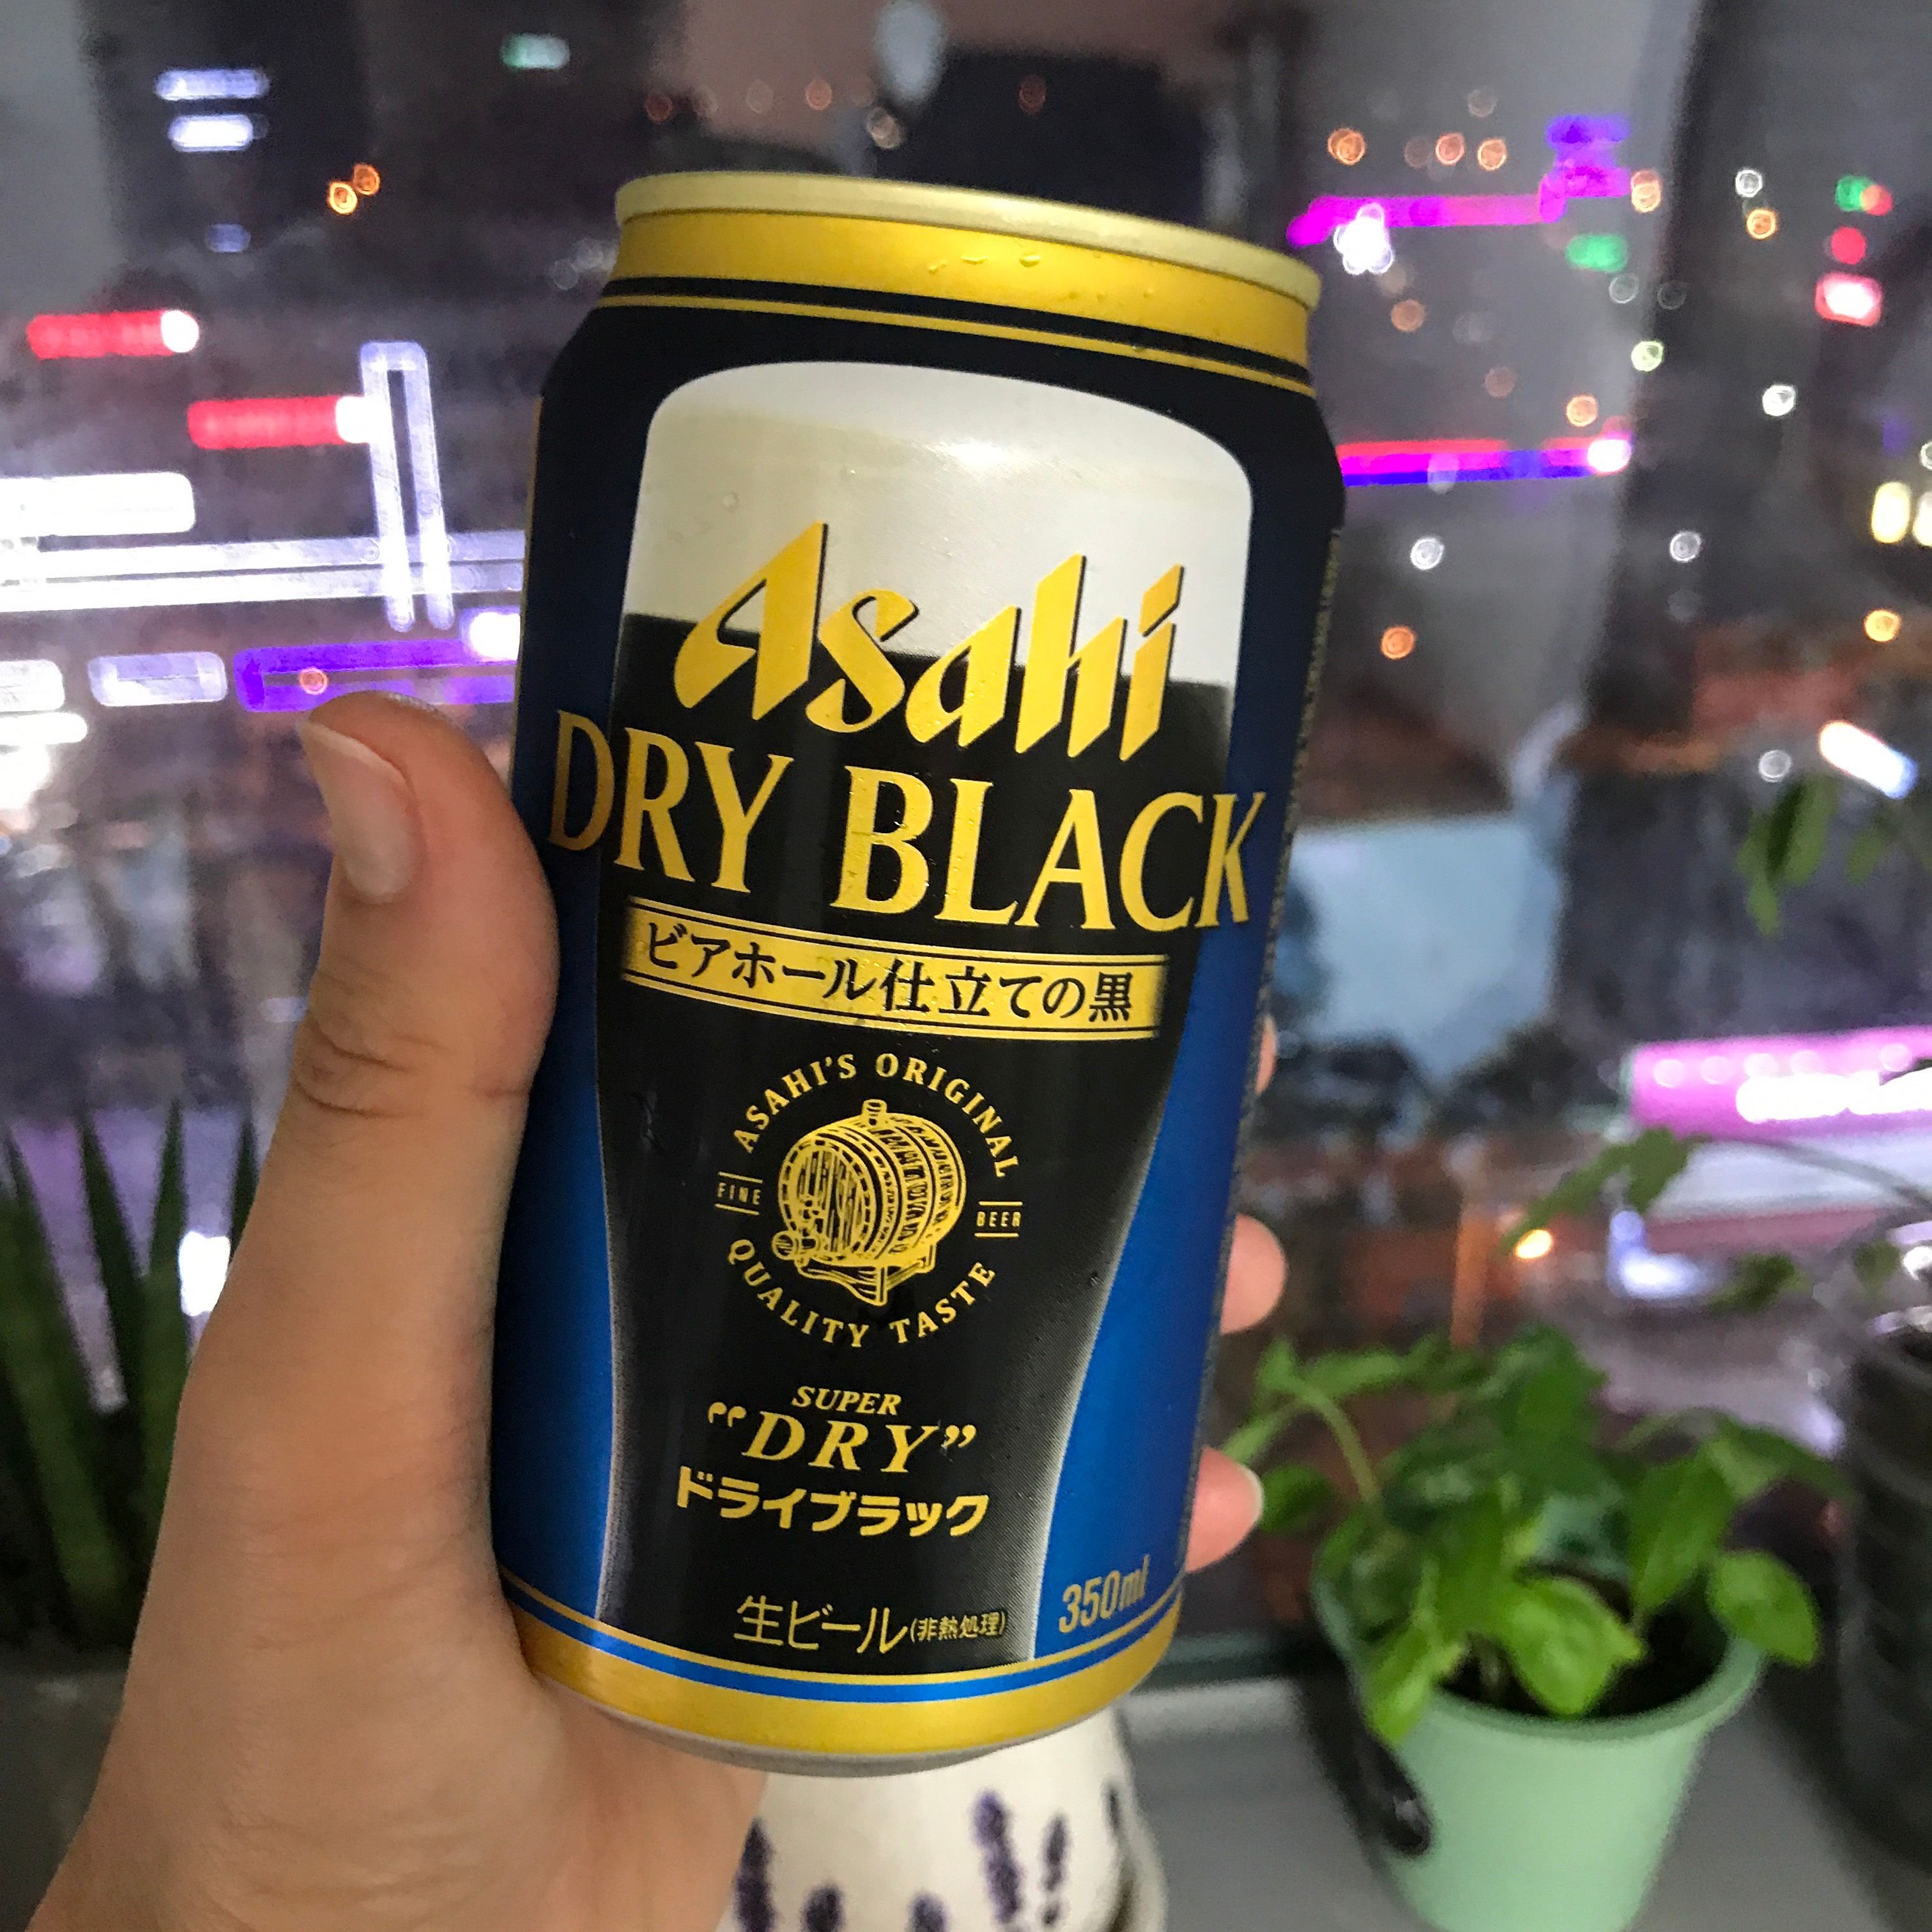 Asahi
DRY BLACK
ビアホール仕立ての黒
ASAHI'S ORIGINAL
FINE
BEER
QUALITY TASTE
SUPER
“DRY”
ドライブラック
350ml
生ビール(非熱処理)